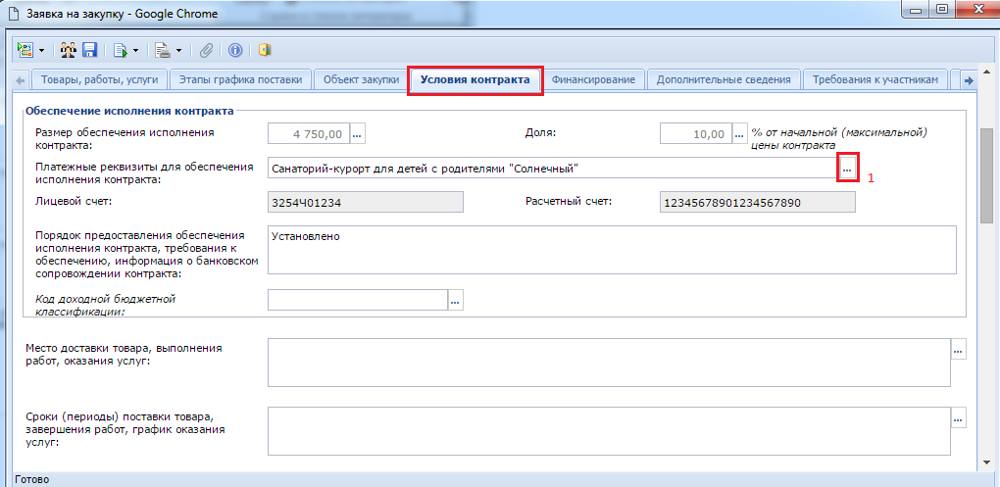 Заявка на закупку - Google Chrome
Товары, работы, услуги
Этапы графика поставки
Объект закупки
Условия контракта
Финансирование
Дополнительные сведения
Требования к участникам
Обеспечение исполнения контракта
Размер обеспечения исполнения
контракта:
4 750,00
...
Доля:
10,00
...
% от начальной (максимальной)
цены контракта
Платежные реквизиты для обеспечения
исполнения контракта:
Санаторий-курорт для детей с родителями "Солнечный"
...
1
Лицевой счет:
3254Ч01234
Расчетный счет:
12345678901234567890
Порядок предоставления обеспечения
исполнения контракта, требования к
обеспечению, информация о банковском
сопровождении контракта:
Установлено
Код доходной бюджетной
классификации:
...
Место доставки товара, выполнения
работ, оказания услуг:
...
Сроки (периоды) поставки товара,
завершения работ, график оказания
услуг:
...
Готово